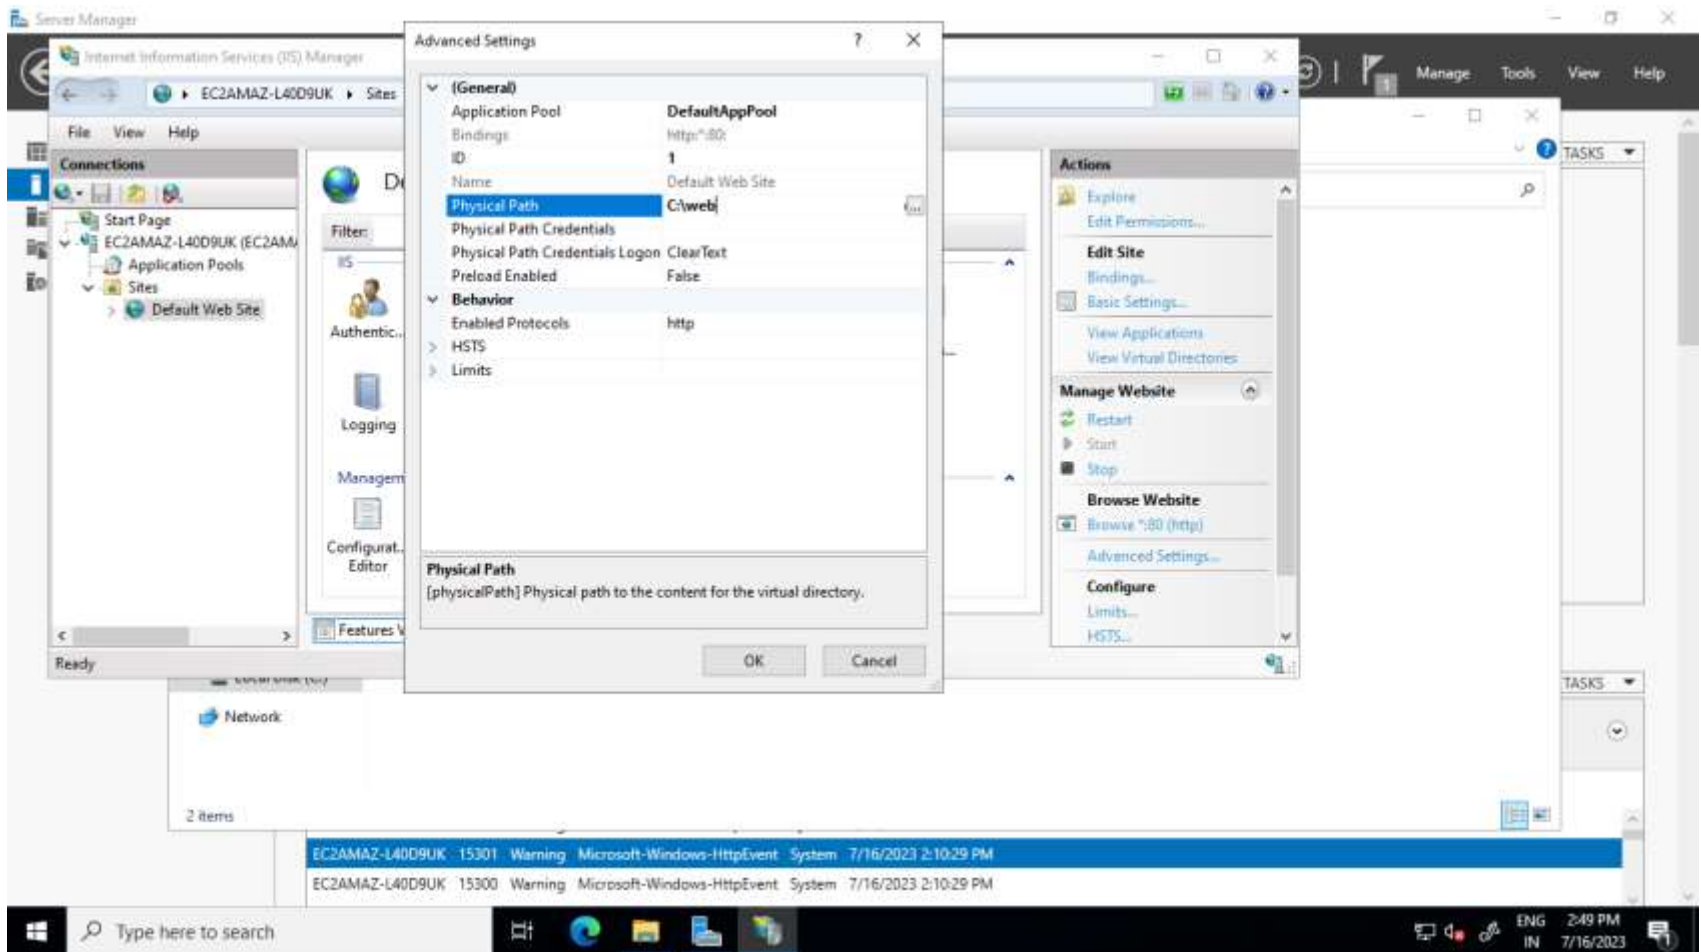 Server Manager
Manage Tools View Help
Internet Information Services (IIS) Manager
EC2AMAZ-L40D9UK Sites
File View Help
Connections
Start Page
EC2AMAZ-L40D9UK (EC2AMA
Application Pools
Sites
Default Web Site
Ready
Filter:
IIS
Authentic...
Logging
Managem
Configurat...
Editor
Features V
Advanced Settings ? ×
(General)
Application Pool DefaultAppPool
Bindings http:*:80:
ID 1
Name Default Web Site
Physical Path C:\web
...
Physical Path Credentials
Physical Path Credentials Logon ClearText
Preload Enabled False
Behavior
Enabled Protocols http
HSTS
Limits
Physical Path
[physicalPath] Physical path to the content for the virtual directory.
OK Cancel
Actions
Explore
Edit Permissions...
Edit Site
Bindings...
Basic Settings...
View Applications
View Virtual Directories
Manage Website
Restart
Start
Stop
Browse Website
Browse *:80 (http)
Advanced Settings...
Configure
Limits...
HSTS...
TASKS
TASKS
Local Disk (C:)
Network
2 items
EC2AMAZ-L40D9UK 15301 Warning Microsoft-Windows-HttpEvent System 7/16/2023 2:10:29 PM
EC2AMAZ-L40D9UK 15300 Warning Microsoft-Windows-HttpEvent System 7/16/2023 2:10:29 PM
Type here to search
ENG
IN
2:49 PM
7/16/2023